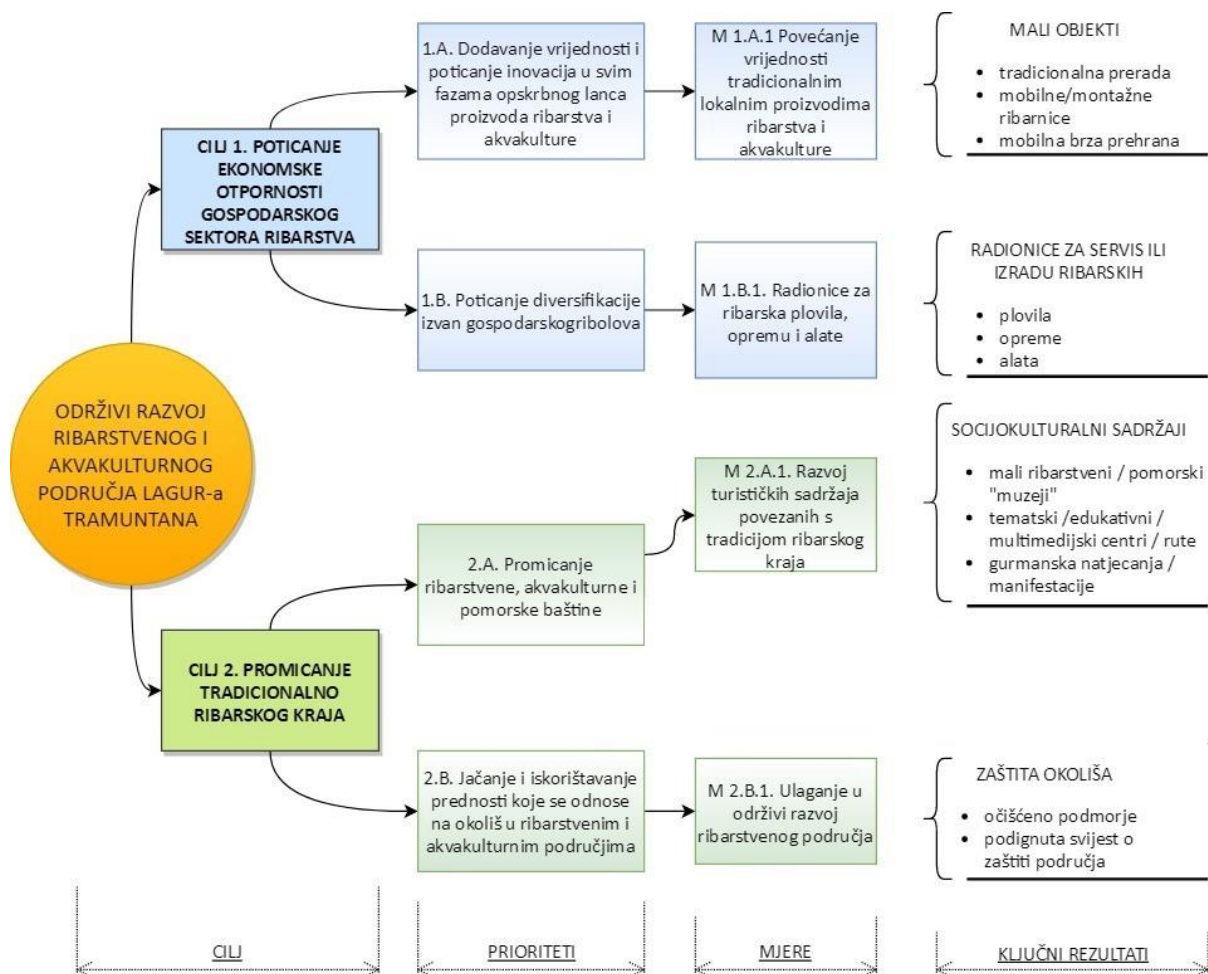 ODRŽIVI RAZVOJ
RIBARSTVENOG I
AKVAKULTURNOG
PODRUČJA LAGUR-a
TRAMUNTANA
CILJ 1. POTICANJE
EKONOMSKE
OTPORNOSTI
GOSPODARSKOG
SEKTORA RIBARSTVA
1.A. Dodavanje vrijednosti i
poticanje inovacija u svim
fazama opskrbnog lanca
proizvoda ribarstva i
akvakulture
M 1.A.1 Povećanje
vrijednosti
tradicionalnim
lokalnim proizvodima
ribarstva i
akvakulture
MALI OBJEKTI
• tradicionalna prerada
• mobilne/montažne
ribarnice
• mobilna brza prehrana
1.B. Poticanje diversifikacije
izvan gospodarskogribolova
M 1.B.1. Radionice za
ribarska plovila,
opremu i alate
RADIONICE ZA SERVIS ILI
IZRADU RIBARSKIH
• plovila
• opreme
• alata
CILJ 2. PROMICANJE
TRADICIONALNO
RIBARSKOG KRAJA
2.A. Promicanje
ribarstvene, akvakulturne i
pomorske baštine
M 2.A.1. Razvoj
turističkih sadržaja
povezanih s
tradicijom ribarskog
kraja
SOCIJOKULTURALNI SADRŽAJI
• mali ribarstveni / pomorski
"muzeji"
• tematski /edukativni /
multimedijski centri / rute
• gurmanska natjecanja /
manifestacije
2.B. Jačanje i iskorištavanje
prednosti koje se odnose
na okoliš u ribarstvenim i
akvakulturnim područjima
M 2.B.1. Ulaganje u
održivi razvoj
ribarstvenog područja
ZAŠTITA OKOLIŠA
• očišćeno podmorje
• podignuta svijest o
zaštiti područja
CILJ
PRIORITETI
MJERE
KLJUČNI REZULTATI